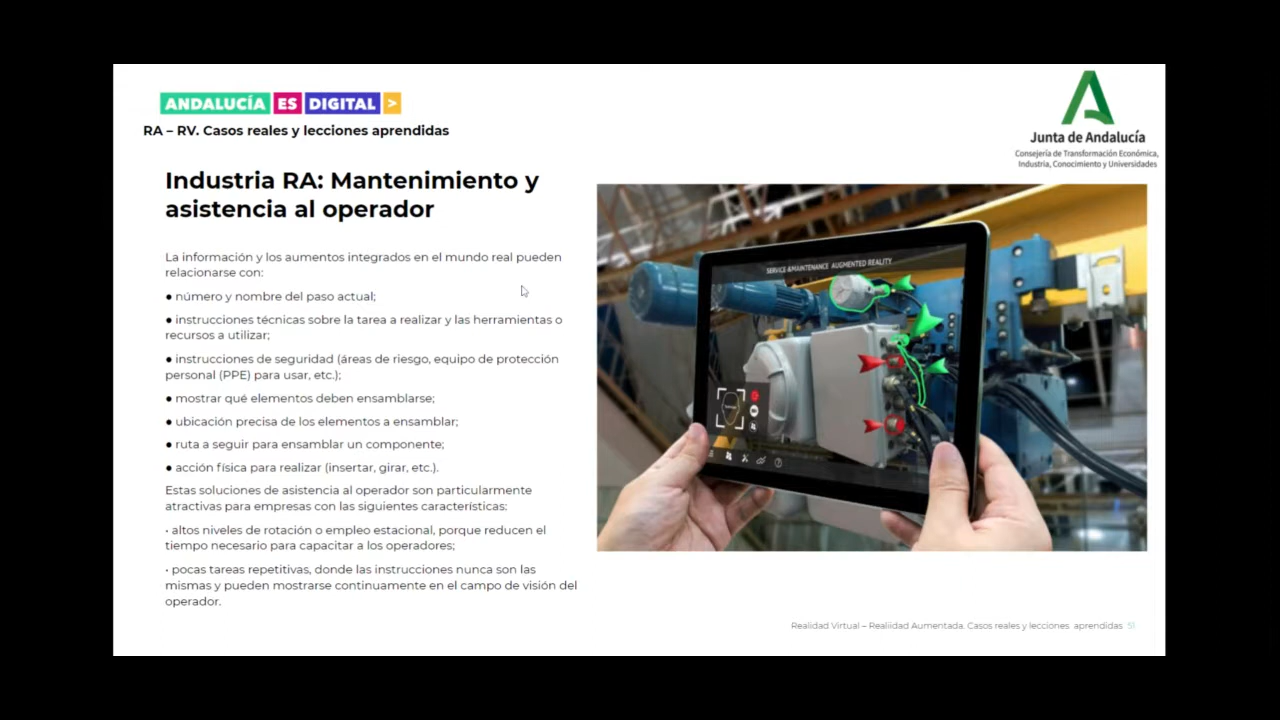 ANDALUCÍA ES DIGITAL >
RA – RV. Casos reales y lecciones aprendidas
Junta de Andalucía
Consejería de Transformación Económica,
Industria, Conocimiento y Universidades
Industria RA: Mantenimiento y
asistencia al operador
La información y los aumentos integrados en el mundo real pueden
relacionarse con:
● número y nombre del paso actual;
● instrucciones técnicas sobre la tarea a realizar y las herramientas o
recursos a utilizar;
● instrucciones de seguridad (áreas de riesgo, equipo de protección
personal (PPE) para usar, etc.);
● mostrar qué elementos deben ensamblarse;
● ubicación precisa de los elementos a ensamblar;
● ruta a seguir para ensamblar un componente;
● acción física para realizar (insertar, girar, etc.).
Estas soluciones de asistencia al operador son particularmente
atractivas para empresas con las siguientes características:
• altos niveles de rotación o empleo estacional, porque reducen el
tiempo necesario para capacitar a los operadores;
• pocas tareas repetitivas, donde las instrucciones nunca son las
mismas y pueden mostrarse continuamente en el campo de visión del
operador.
SERVICE &MAINTENANCE AUGMENTED REALITY
Realidad Virtual – Realiidad Aumentada. Casos reales y lecciones aprendidas 51